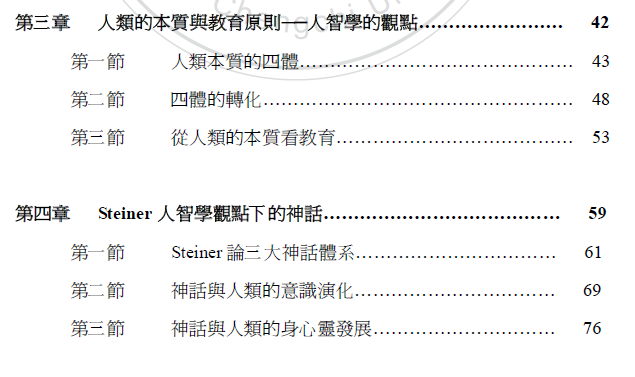 Chengchi U
第三章 人類的本質與教育原則──人智學的觀點........................ 42
第一節 人類本質的四體............................................. 43
第二節 四體的轉化................................................... 48
第三節 從人類的本質看教育....................................... 53
第四章 Steiner 人智學觀點下的神話....................................... 59
第一節 Steiner 論三大神話體系................................. 61
第二節 神話與人類的意識演化................................. 69
第三節 神話與人類的身心靈發展.............................. 76